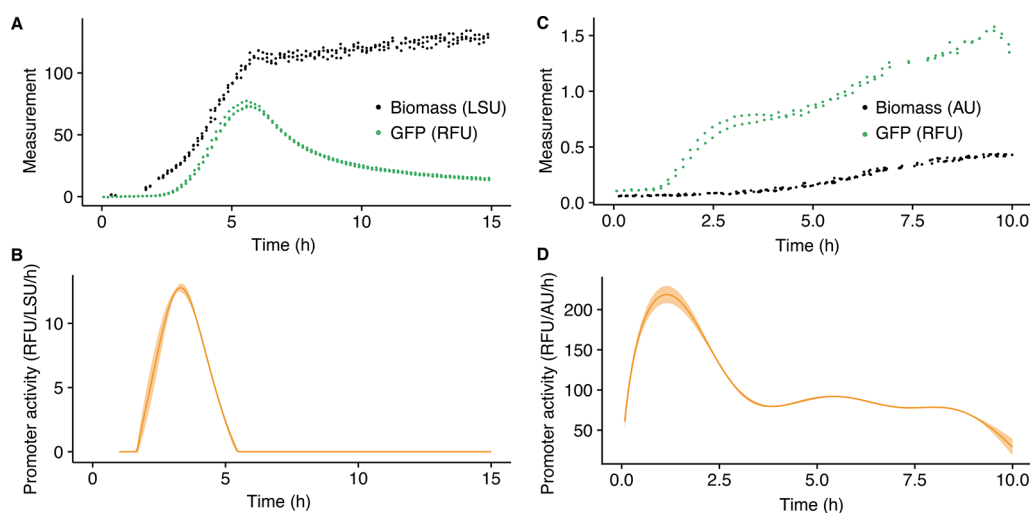 A
Measurement
100
50
0
Biomass (LSU)
GFP (RFU)
0
5
10
15
Time (h)
B
Promoter activity (RFU/LSU/h)
10
5
0
0
5
10
15
Time (h)
C
Measurement
1.5
1.0
0.5
0.0
Biomass (AU)
GFP (RFU)
0.0
2.5
5.0
7.5
10.0
Time (h)
D
Promoter activity (RFU/AU/h)
200
150
100
50
0.0
2.5
5.0
7.5
10.0
Time (h)